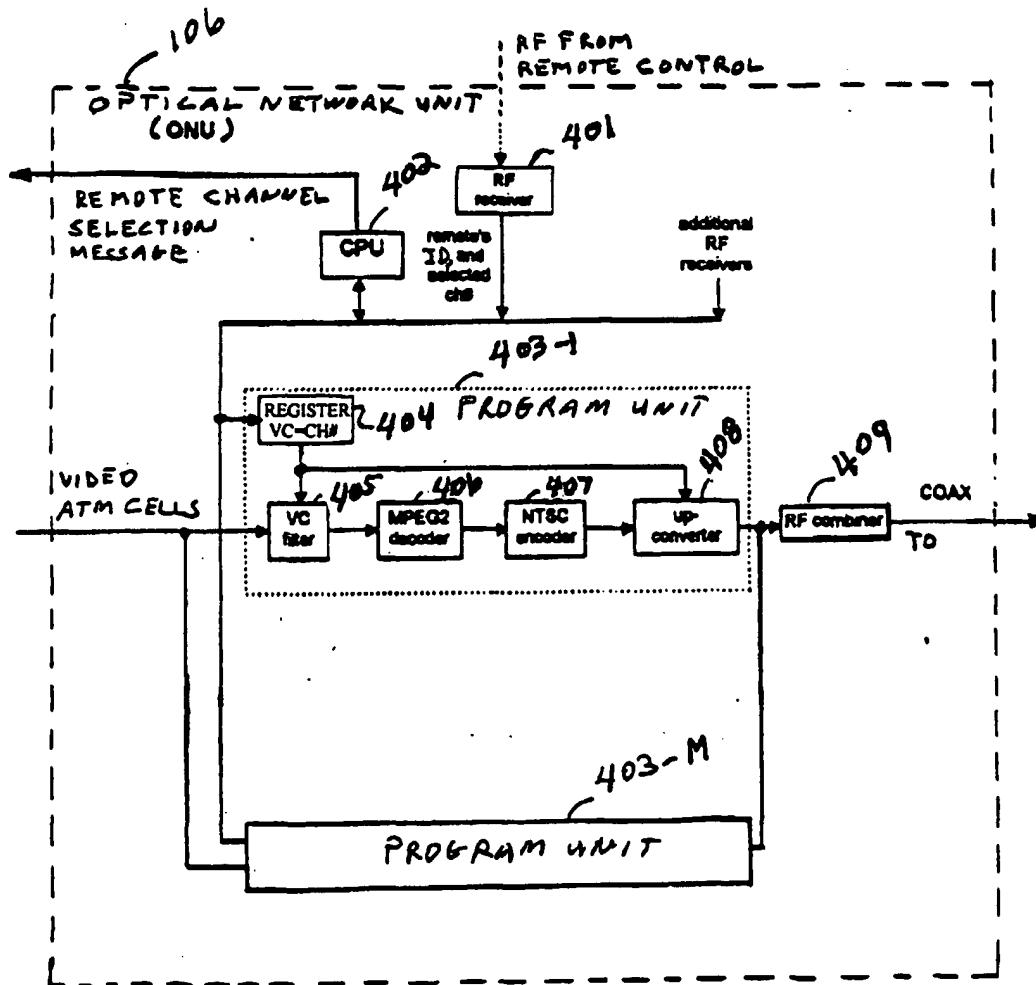 106
RF FROM
REMOTE CONTROL
OPTICAL NETWORK UNIT
(ONU)
401
402
RF
receiver
REMOTE CHANNEL
SELECTION
MESSAGE
CPU
remote's
ID, and
selected
ch#
additional
RF
receivers
403-1
REGISTER
VC=CH#
404
PROGRAM UNIT
408
409
VIDEO
ATM CELLS
405
406
407
COAX
VC
filter
MPEG2
decoder
NTSC
encoder
up-
converter
RF combiner
TO
403-M
PROGRAM UNIT